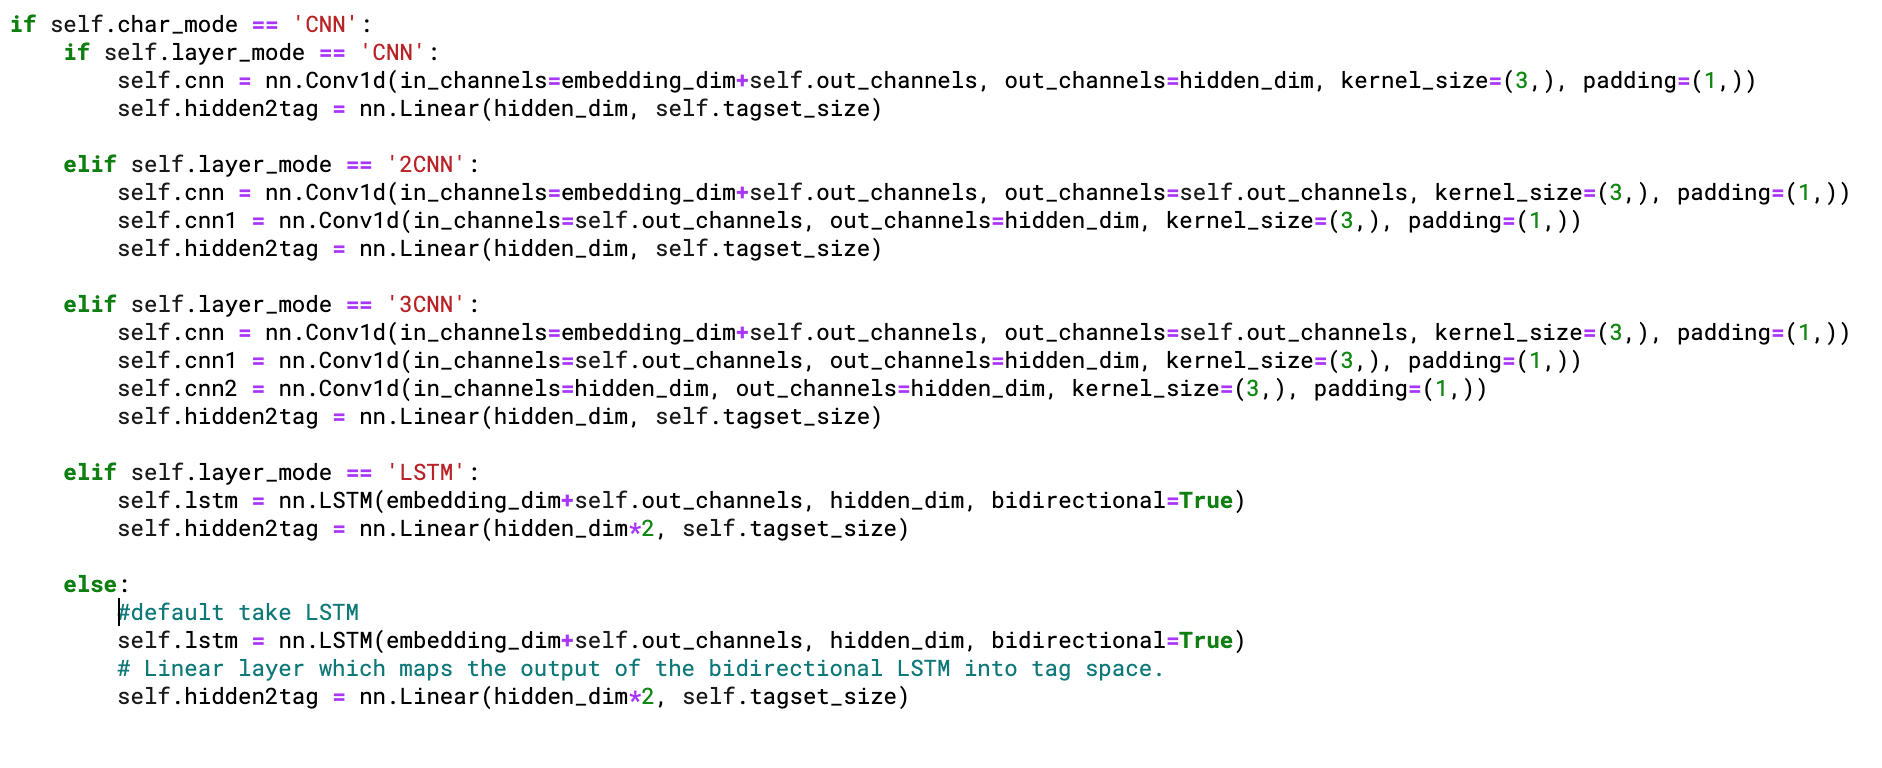 if self.char_mode == 'CNN':
    if self.layer_mode == 'CNN':
        self.cnn = nn.Conv1d(in_channels=embedding_dim+self.out_channels, out_channels=hidden_dim, kernel_size=(3,), padding=(1,))
        self.hidden2tag = nn.Linear(hidden_dim, self.tagset_size)

    elif self.layer_mode == '2CNN':
        self.cnn = nn.Conv1d(in_channels=embedding_dim+self.out_channels, out_channels=self.out_channels, kernel_size=(3,), padding=(1,))
        self.cnn1 = nn.Conv1d(in_channels=self.out_channels, out_channels=hidden_dim, kernel_size=(3,), padding=(1,))
        self.hidden2tag = nn.Linear(hidden_dim, self.tagset_size)

    elif self.layer_mode == '3CNN':
        self.cnn = nn.Conv1d(in_channels=embedding_dim+self.out_channels, out_channels=self.out_channels, kernel_size=(3,), padding=(1,))
        self.cnn1 = nn.Conv1d(in_channels=self.out_channels, out_channels=hidden_dim, kernel_size=(3,), padding=(1,))
        self.cnn2 = nn.Conv1d(in_channels=hidden_dim, out_channels=hidden_dim, kernel_size=(3,), padding=(1,))
        self.hidden2tag = nn.Linear(hidden_dim, self.tagset_size)

    elif self.layer_mode == 'LSTM':
        self.lstm = nn.LSTM(embedding_dim+self.out_channels, hidden_dim, bidirectional=True)
        self.hidden2tag = nn.Linear(hidden_dim*2, self.tagset_size)

    else:
        #default take LSTM
        self.lstm = nn.LSTM(embedding_dim+self.out_channels, hidden_dim, bidirectional=True)
        # Linear layer which maps the output of the bidirectional LSTM into tag space.
        self.hidden2tag = nn.Linear(hidden_dim*2, self.tagset_size)